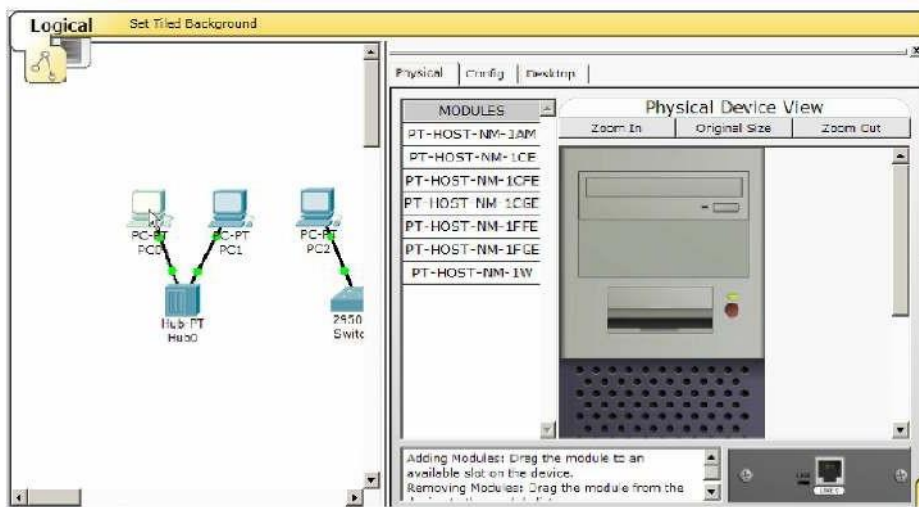 Logical Set Tiled Background
Physical Config Desktop
MODULES
PT-HOST-NM-1AM
PT-HOST-NM-1CE
PT-HOST-NM-1CFE
PT-HOST-NM-1CGE
PT-HOST-NM-1FFE
PT-HOST-NM-1FGE
PT-HOST-NM-1W
Physical Device View
Zoom In Original Size Zoom Out
PC-PT
PC0
PC-PT
PC1
PC-PT
PC2
Hub-PT
Hub0
2950
Switc
Adding Modules: Drag the module to an
available slot on the device.
Removing Modules: Drag the module from the